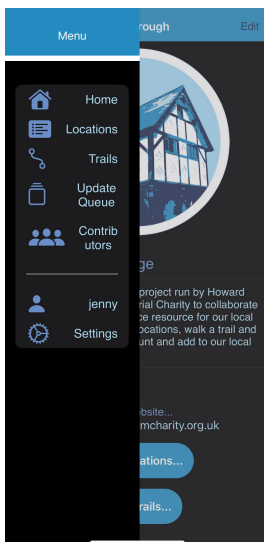 Menu
rough
Edit
Home
Locations
Trails
Update
Queue
Contrib
utors
jenny
Settings
ge
project run by Howard
rial Charity to collaborate
ce resource for our local
ocations, walk a trail and
unt and add to our local
ebsite...
mcharity.org.uk
ations...
rails...